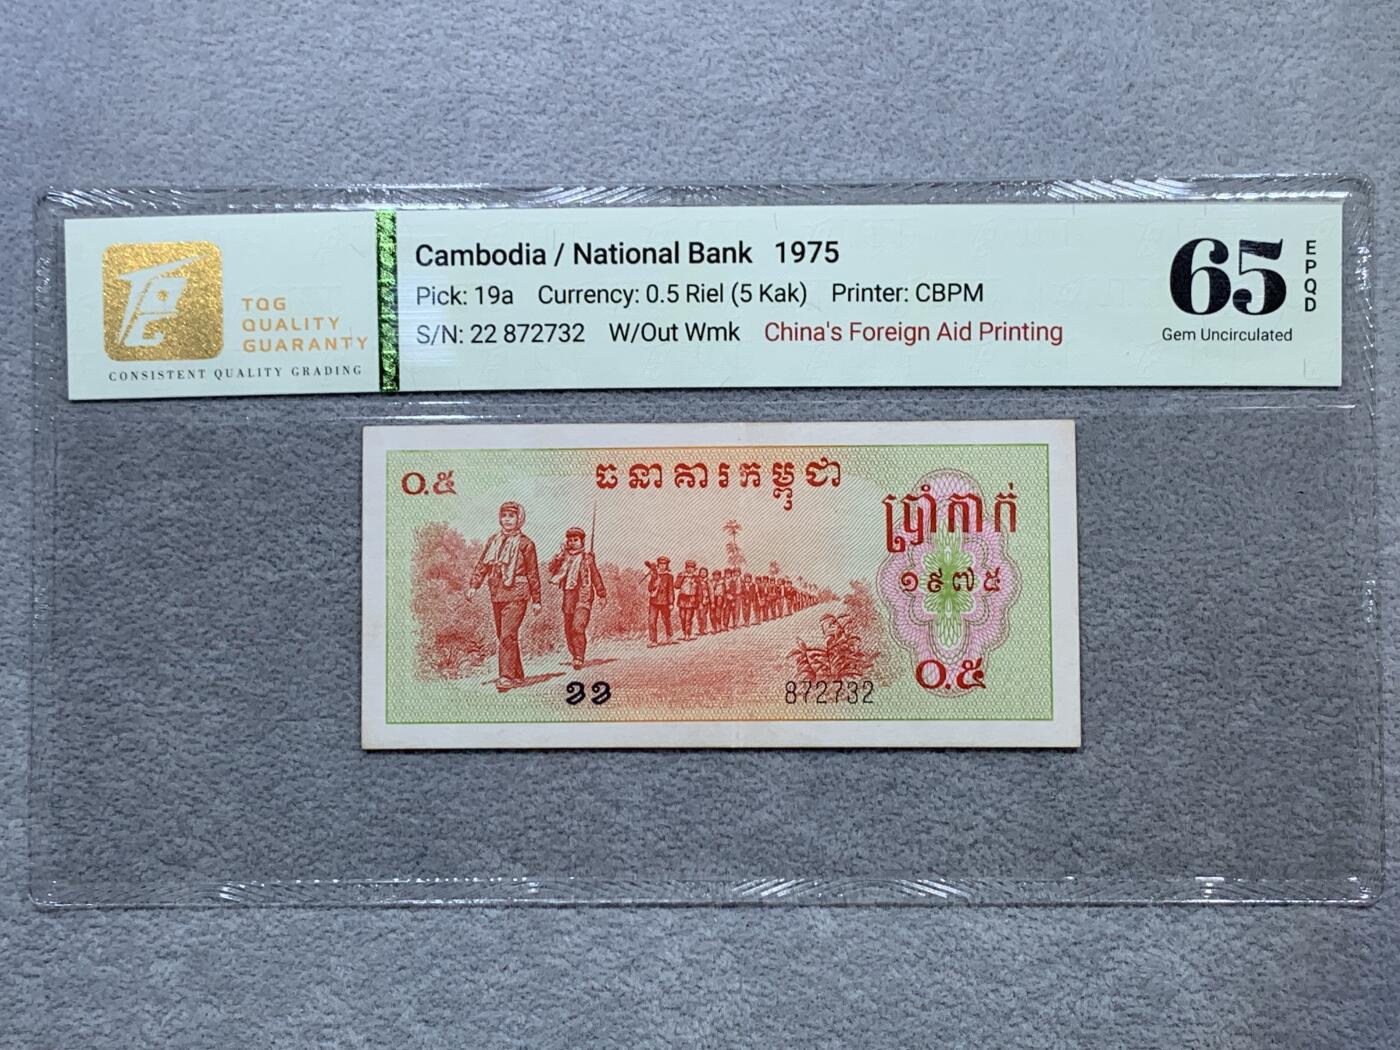 TQG
QUALITY
GUARANTY
CONSISTENT QUALITY GRADING
Cambodia / National Bank 1975
Pick: 19a Currency: 0.5 Riel (5 Kak) Printer: CBPM
S/N: 22 872732 W/Out Wmk China's Foreign Aid Printing
65
EPQD
Gem Uncirculated
ធនាគារកម្ពុជា
០.៥
ប្រាំកាក់
១៩៧៥
០.៥
ខខ
872732